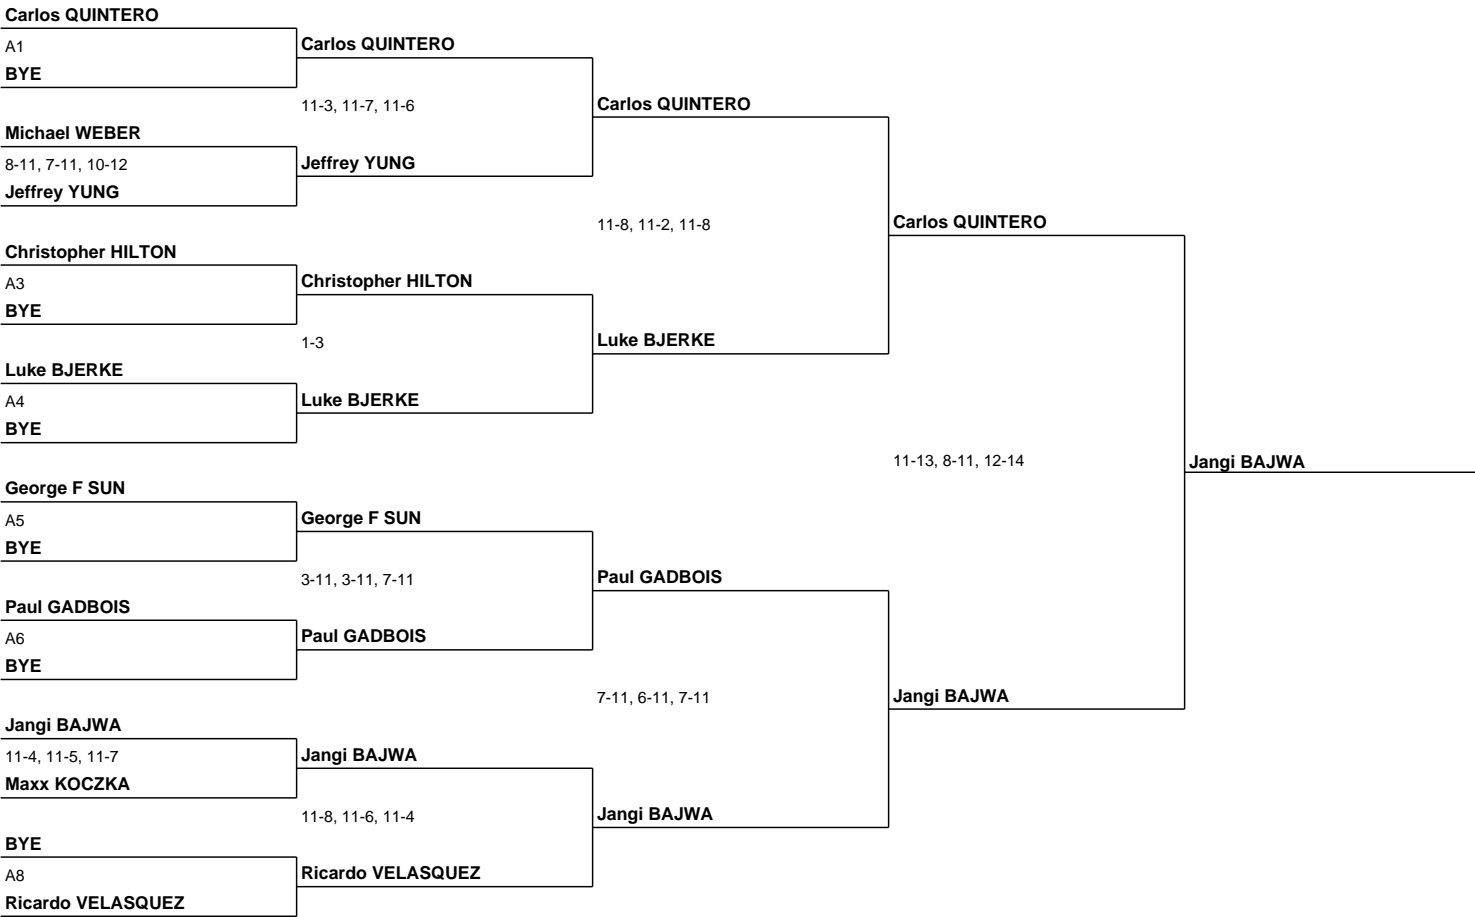 Carlos QUINTERO
A1
BYE
Michael WEBER
8-11, 7-11, 10-12
Jeffrey YUNG
Christopher HILTON
A3
BYE
Luke BJERKE
A4
BYE
George F SUN
A5
BYE
Paul GADBOIS
A6
BYE
Jangi BAJWA
11-4, 11-5, 11-7
Maxx KOCZKA
BYE
A8
Ricardo VELASQUEZ
Carlos QUINTERO
11-3, 11-7, 11-6
Jeffrey YUNG
Christopher HILTON
1-3
Luke BJERKE
George F SUN
3-11, 3-11, 7-11
Paul GADBOIS
Jangi BAJWA
11-8, 11-6, 11-4
Ricardo VELASQUEZ
Carlos QUINTERO
11-8, 11-2, 11-8
Luke BJERKE
Paul GADBOIS
7-11, 6-11, 7-11
Jangi BAJWA
Carlos QUINTERO
11-13, 8-11, 12-14
Jangi BAJWA
Jangi BAJWA